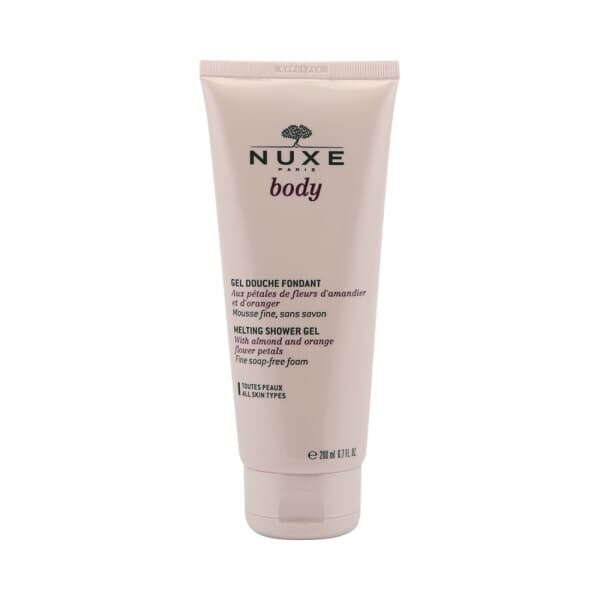 NUXE
PARIS
body
GEL DOUCHE FONDANT
Aux pétales de fleurs d'amandier
et d'oranger
Mousse fine, sans savon
MELTING SHOWER GEL
With almond and orange
flower petals
Fine soap-free foam
TOUTES PEAUX
ALL SKIN TYPES
℮ 200 ml 6.7 FL. OZ.